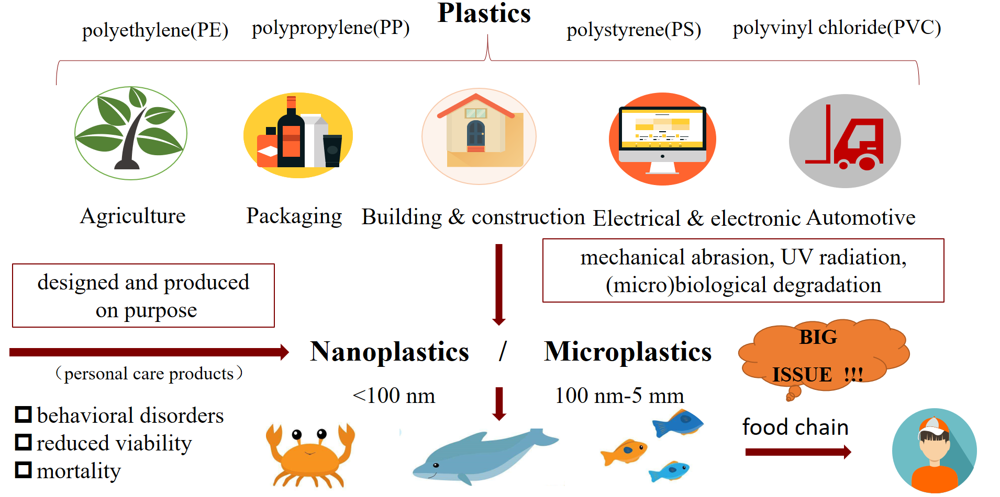 Plastics
polyethylene(PE)
polypropylene(PP)
polystyrene(PS)
polyvinyl chloride(PVC)
Agriculture
Packaging
Building & construction
Electrical & electronic
Automotive
mechanical abrasion, UV radiation,
(micro)biological degradation
designed and produced
on purpose
（personal care products）
Nanoplastics / Microplastics
<100 nm
100 nm-5 mm
BIG
ISSUE !!!
behavioral disorders
reduced viability
mortality
food chain